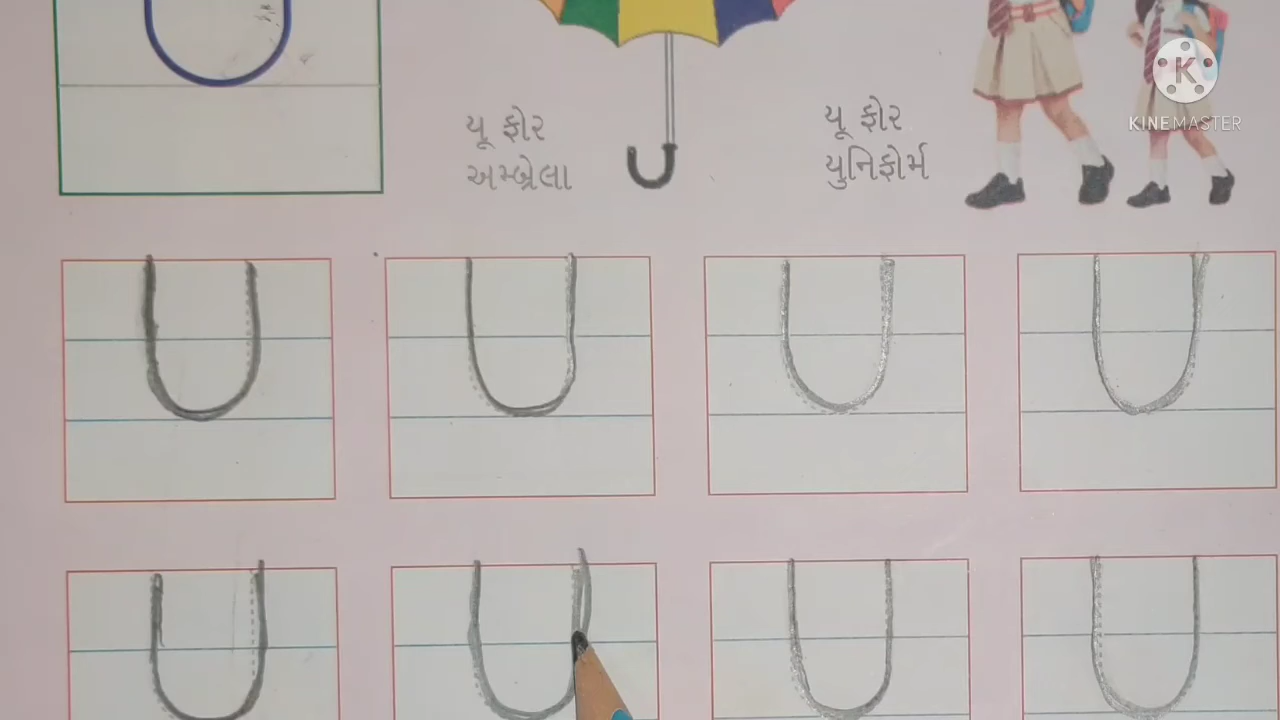 U
યૂ ફોર
અમ્બ્રેલા
યૂ ફોર
યુનિફોર્મ
K
KINEMASTER
U U U U
U U U U